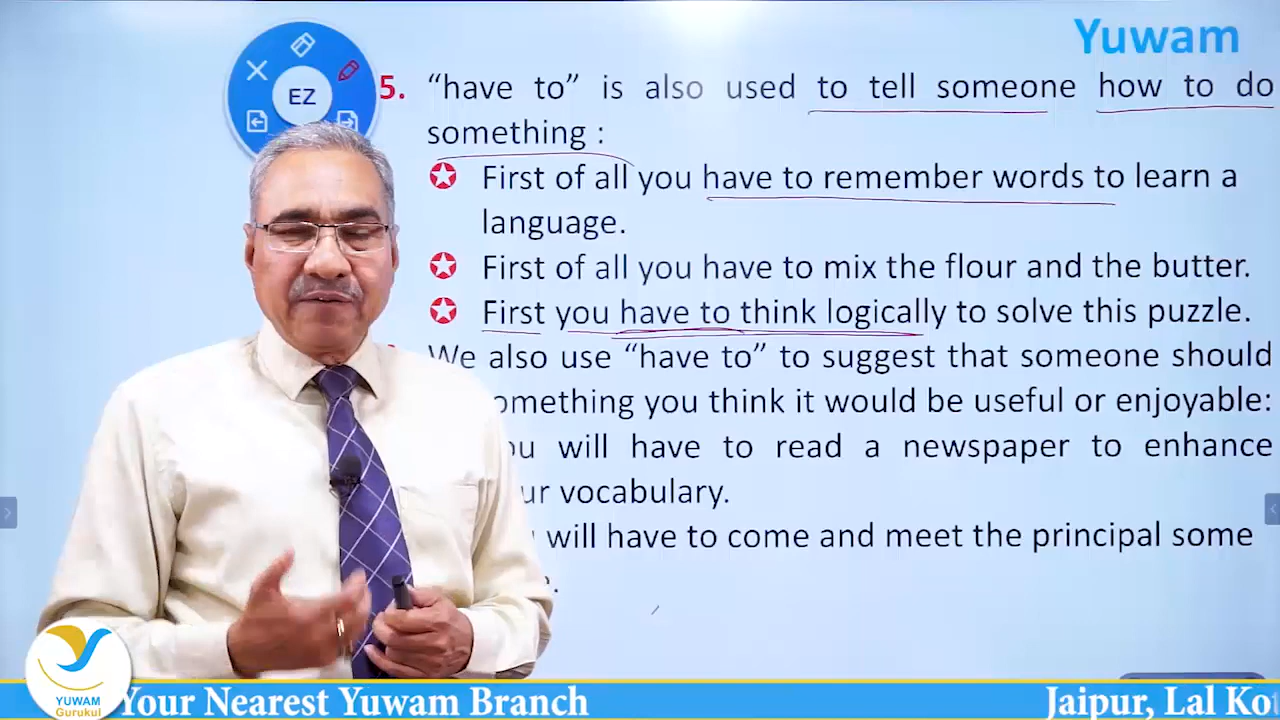 Yuwam
EZ
5. “have to” is also used to tell someone how to do
something :
First of all you have to remember words to learn a
language.
First of all you have to mix the flour and the butter.
First you have to think logically to solve this puzzle.
We also use “have to” to suggest that someone should
omething you think it would be useful or enjoyable:
ou will have to read a newspaper to enhance
ur vocabulary.
will have to come and meet the principal some
e.
YUWAM
Gurukul
Your Nearest Yuwam Branch
Jaipur, Lal Kot